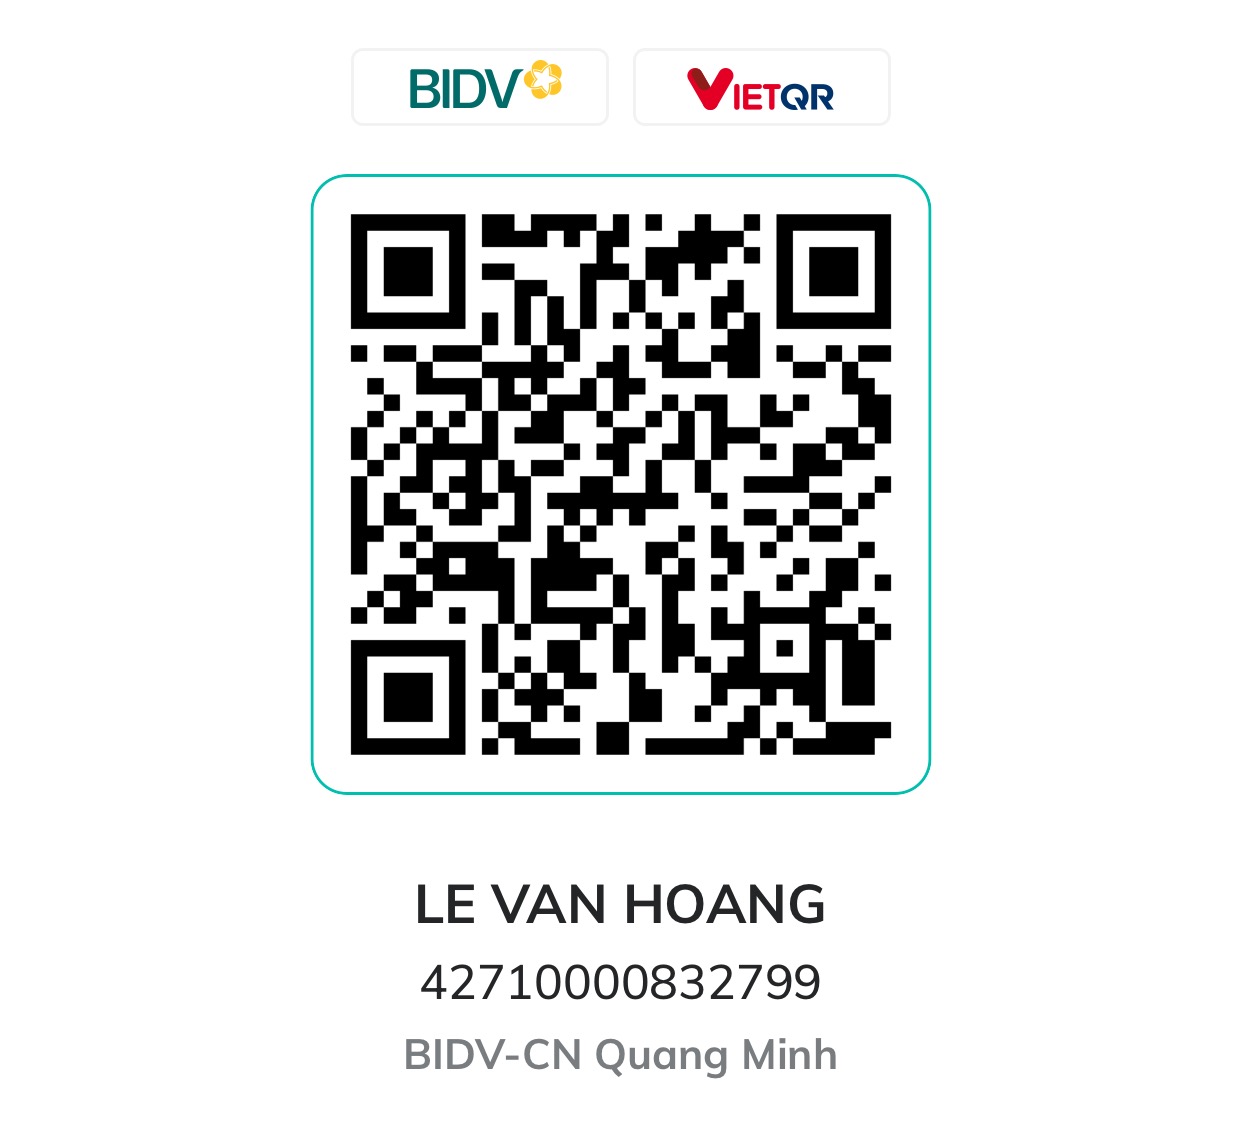 BIDV VIETQR
LE VAN HOANG
42710000832799
BIDV-CN Quang Minh